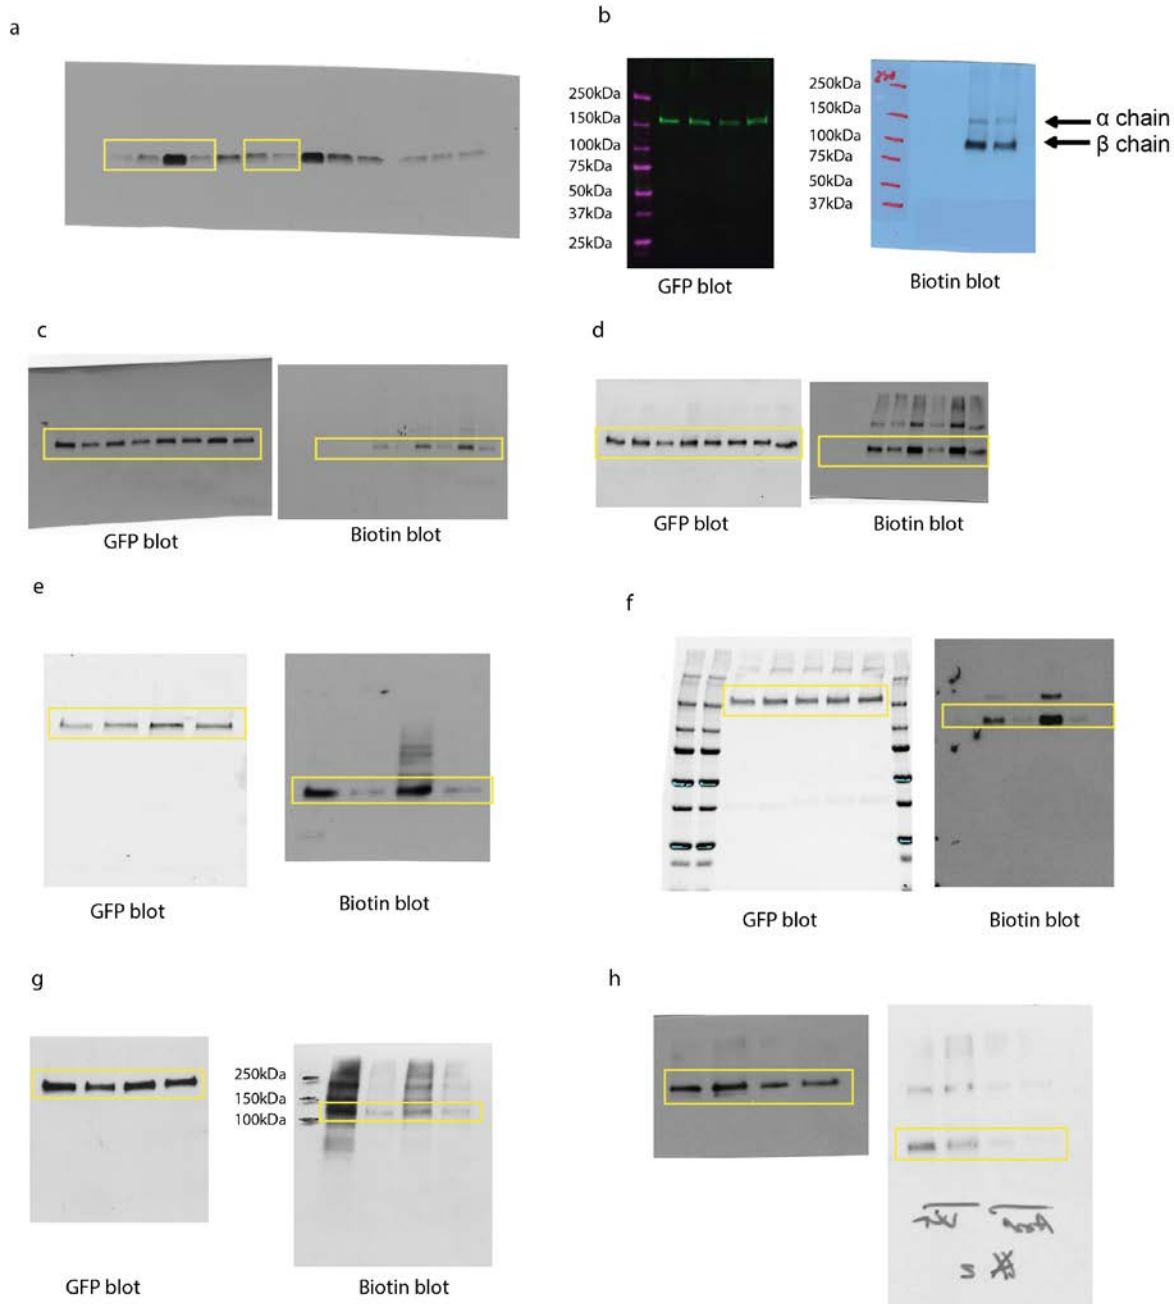 a
b
250kDa
150kDa
100kDa
75kDa
50kDa
37kDa
25kDa
GFP blot
250kDa
150kDa
100kDa
75kDa
50kDa
37kDa
α chain
β chain
Biotin blot
c
GFP blot
Biotin blot
d
GFP blot
Biotin blot
e
GFP blot
Biotin blot
f
GFP blot
Biotin blot
g
GFP blot
250kDa
150kDa
100kDa
Biotin blot
h